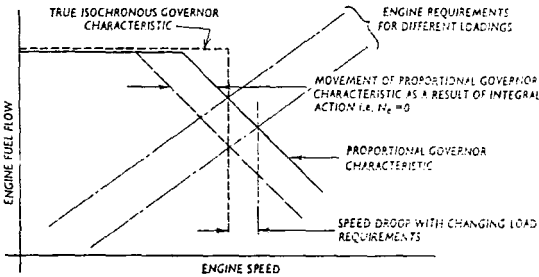 TRUE ISOCHRONOUS GOVERNOR
CHARACTERISTIC
ENGINE REQUIREMENTS
FOR DIFFERENT LOADINGS
MOVEMENT OF PROPORTIONAL GOVERNOR
CHARACTERISTIC AS A RESULT OF INTEGRAL
ACTION i.e. Nₑ = 0
PROPORTIONAL GOVERNOR
CHARACTERISTIC
SPEED DROOP WITH CHANGING LOAD
REQUIREMENTS
ENGINE FUEL FLOW
ENGINE SPEED